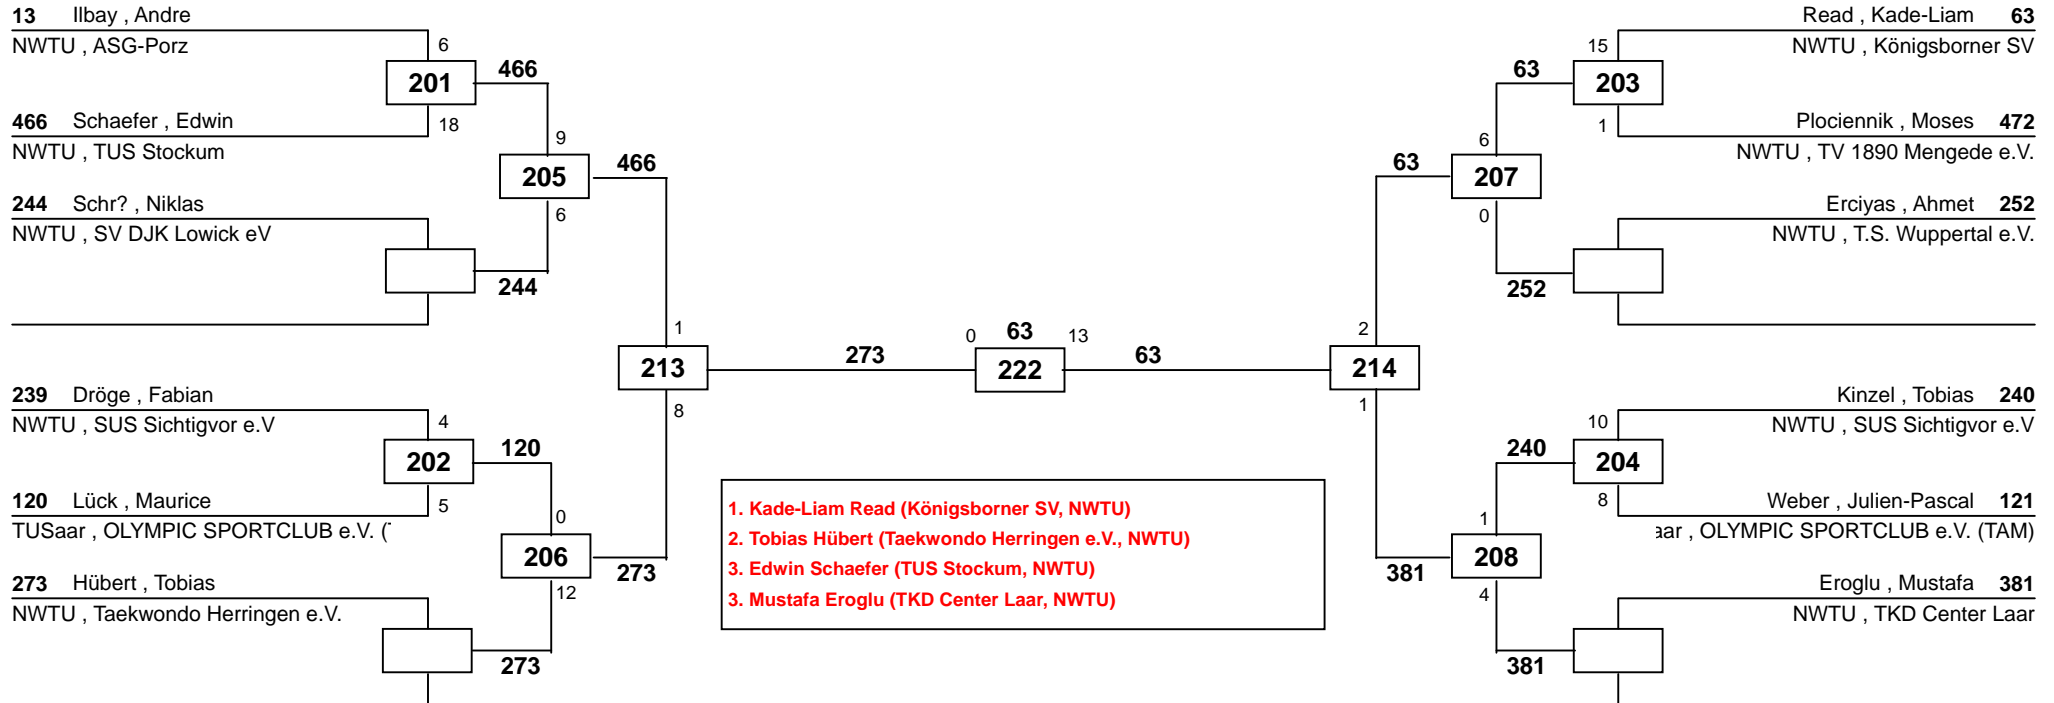 13 Ilbay , Andre
NWTU , ASG-Porz
6
201
466
18
466 Schaefer , Edwin
NWTU , TUS Stockum
9
205
466
6
244 Schr? , Niklas
NWTU , SV DJK Lowick eV
244
1
213
273
8
239 Dröge , Fabian
NWTU , SUS Sichtigvor e.V
4
202
120
5
120 Lück , Maurice
TUSaar , OLYMPIC SPORTCLUB e.V. (
0
206
273
12
273 Hübert , Tobias
NWTU , Taekwondo Herringen e.V.
273
0 63 13
222
63
1. Kade-Liam Read (Königsborner SV, NWTU)
2. Tobias Hübert (Taekwondo Herringen e.V., NWTU)
3. Edwin Schaefer (TUS Stockum, NWTU)
3. Mustafa Eroglu (TKD Center Laar, NWTU)
Read , Kade-Liam 63
NWTU , Königsborner SV
15
63
203
1
Plociennik , Moses 472
NWTU , TV 1890 Mengede e.V.
6
63
207
0
Erciyas , Ahmet 252
NWTU , T.S. Wuppertal e.V.
252
2
214
1
Kinzel , Tobias 240
NWTU , SUS Sichtigvor e.V
10
240
204
8
Weber , Julien-Pascal 121
aar , OLYMPIC SPORTCLUB e.V. (TAM)
1
208
381
4
Eroglu , Mustafa 381
NWTU , TKD Center Laar
381